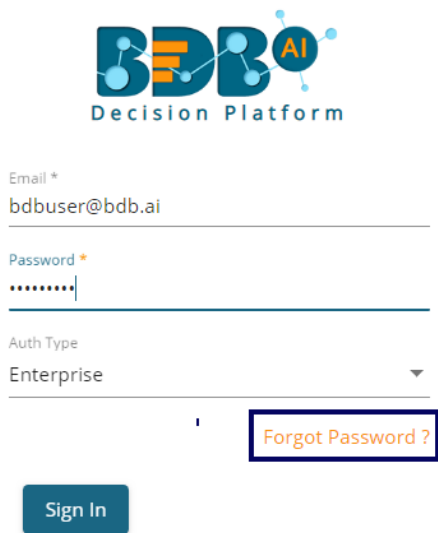 BDB AI
Decision Platform
Email *
bdbuser@bdb.ai
Password *
•••••••••
Auth Type
Enterprise
Forgot Password ?
Sign In